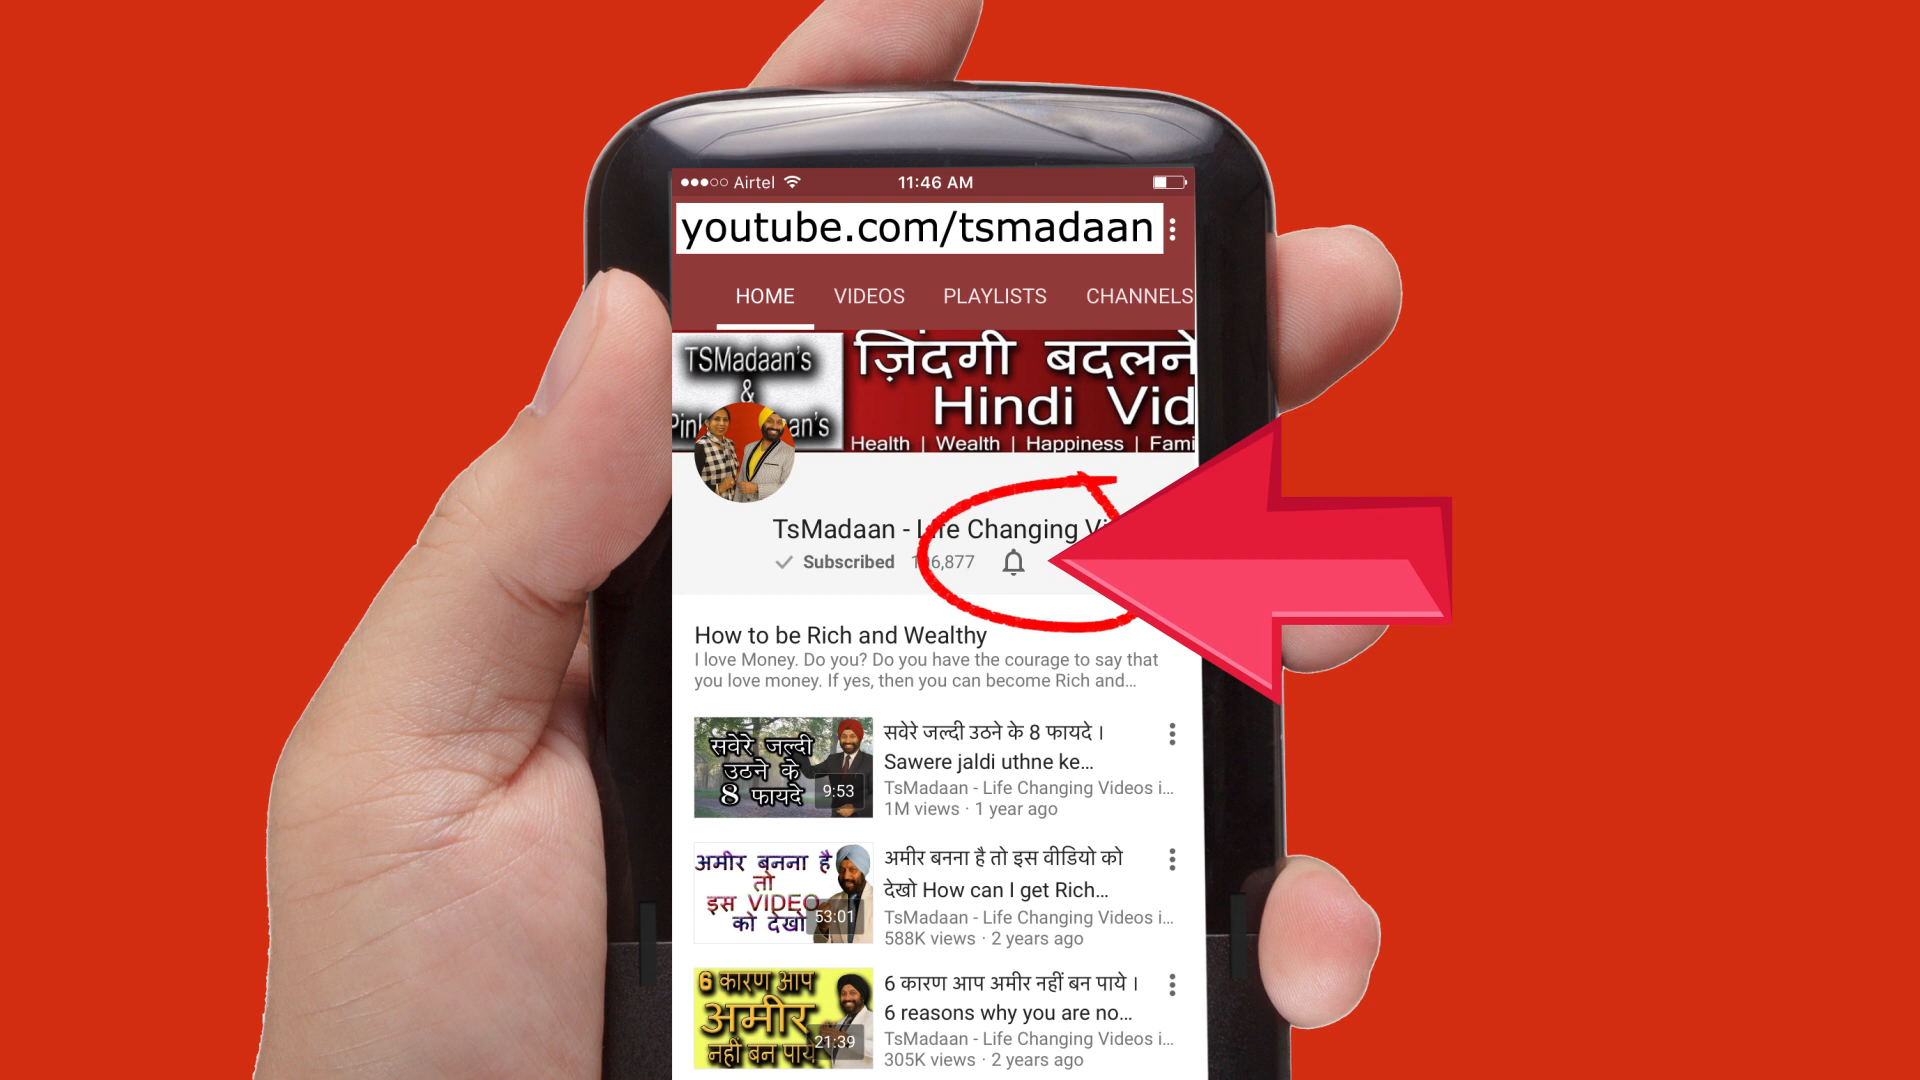 Airtel 11:46 AM
youtube.com/tsmadaan
HOME VIDEOS PLAYLISTS CHANNELS
TSMadaan's
&
ज़िंदगी बदलने
Hindi Vid
Health | Wealth | Happiness | Fami
TsMadaan - Life Changing
Subscribed
How to be Rich and Wealthy
I love Money. Do you? Do you have the courage to say that
you love money. If yes, then you can become Rich and…
सवेरे जल्दी
उठने के
8 फायदे
9:53
सवेरे जल्दी उठने के 8 फायदे ।
Sawere jaldi uthne ke…
TsMadaan - Life Changing Videos i…
1M views · 1 year ago
अमीर बनना है
तो
इस VIDEO
को देखो
53:01
अमीर बनना है तो इस वीडियो को
देखो How can I get Rich…
TsMadaan - Life Changing Videos i…
588K views · 2 years ago
6 कारण आप
अमीर
नहीं बन पाये
21:39
6 कारण आप अमीर नहीं बन पाये ।
6 reasons why you are no…
TsMadaan - Life Changing Videos i…
305K views · 2 years ago